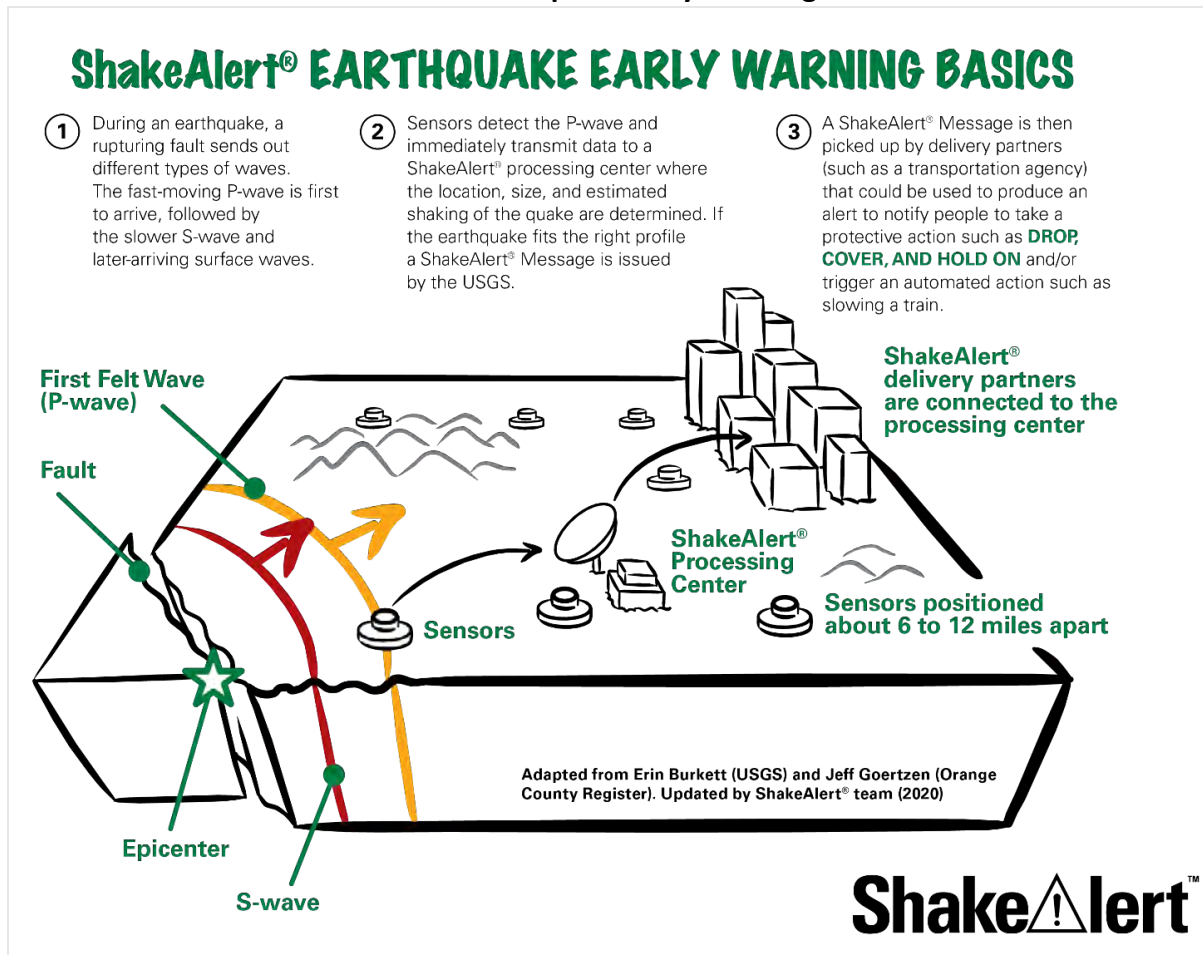 ShakeAlert® EARTHQUAKE EARLY WARNING BASICS
1
During an earthquake, a
rupturing fault sends out
different types of waves.
The fast-moving P-wave is first
to arrive, followed by
the slower S-wave and
later-arriving surface waves.
2
Sensors detect the P-wave and
immediately transmit data to a
ShakeAlert® processing center where
the location, size, and estimated
shaking of the quake are determined. If
the earthquake fits the right profile
a ShakeAlert® Message is issued
by the USGS.
3
A ShakeAlert® Message is then
picked up by delivery partners
(such as a transportation agency)
that could be used to produce an
alert to notify people to take a
protective action such as DROP,
COVER, AND HOLD ON and/or
trigger an automated action such as
slowing a train.
First Felt Wave
(P-wave)
Fault
ShakeAlert®
delivery partners
are connected to the
processing center
ShakeAlert®
Processing
Center
Sensors
Sensors positioned
about 6 to 12 miles apart
Adapted from Erin Burkett (USGS) and Jeff Goertzen (Orange
County Register). Updated by ShakeAlert® team (2020)
Epicenter
S-wave
ShakeAlert™